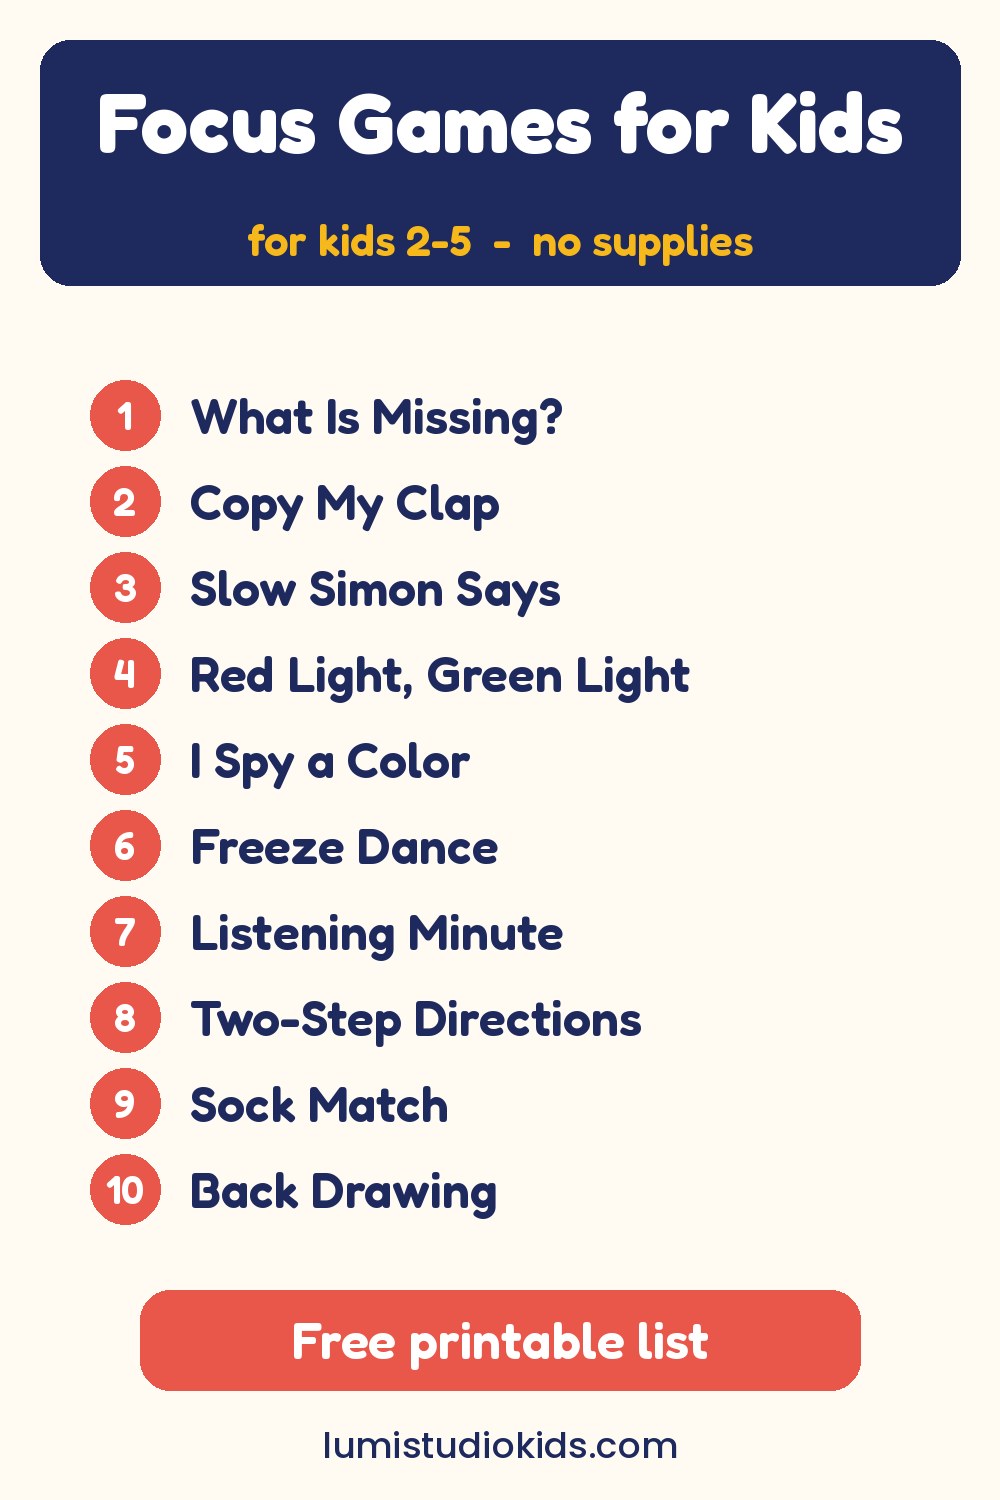 Focus Games for Kids
for kids 2-5 - no supplies
1 What Is Missing?
2 Copy My Clap
3 Slow Simon Says
4 Red Light, Green Light
5 I Spy a Color
6 Freeze Dance
7 Listening Minute
8 Two-Step Directions
9 Sock Match
10 Back Drawing
Free printable list
lumistudiokids.com